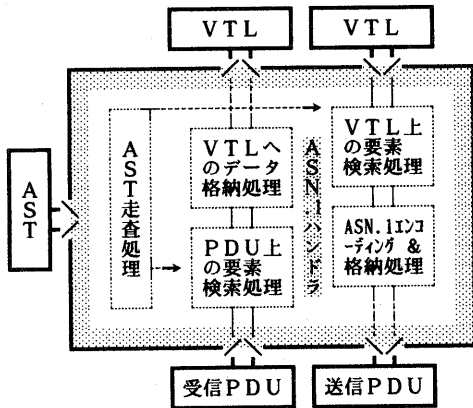 VTL
VTL
AST
AST走査処理
VTLへ
のデータ
格納処理
PDU上
の要素
検索処理
ASN.1ハンドラ
VTL上
の要素
検索処理
ASN.1エンコ
ーディング &
格納処理
受信PDU
送信PDU